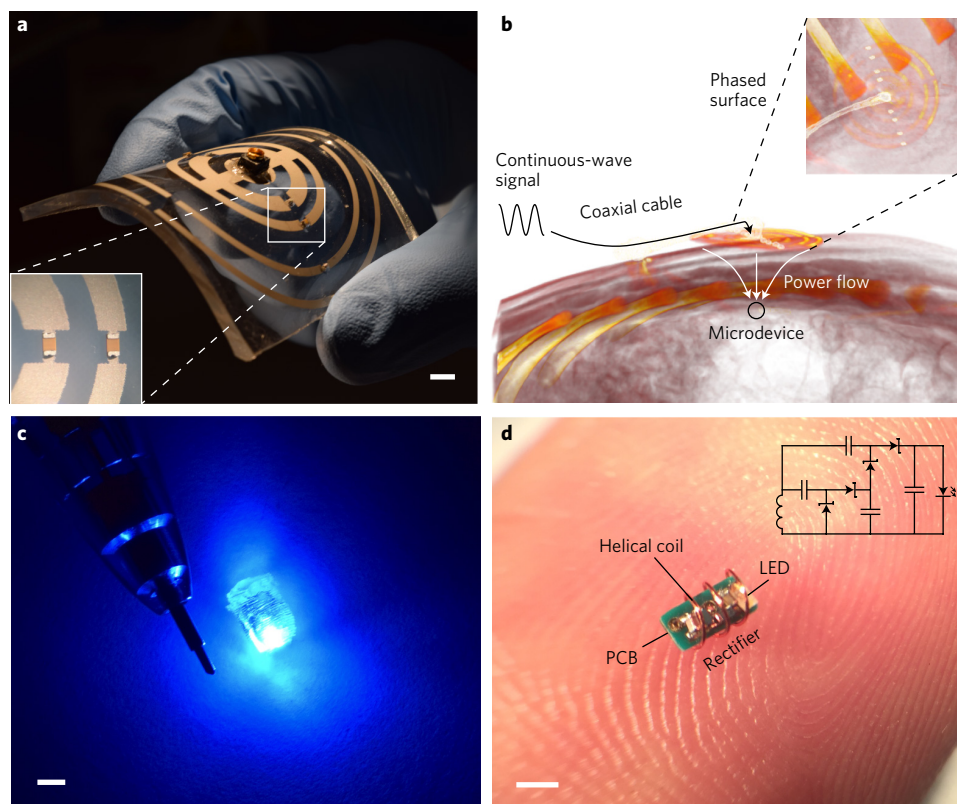 a
b
Phased
surface
Continuous-wave
signal
Coaxial cable
Power flow
Microdevice
c
d
Helical coil
LED
PCB
Rectifier